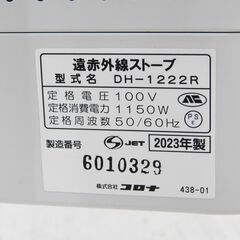 遠赤外線ストーブ
型式名 DH-1222R
定格電圧 100V
定格消費電力 1150W
定格周波数 50/60Hz
PSE
製造番号 S JET 2023年製
6010329
株式会社 コロナ 438-01